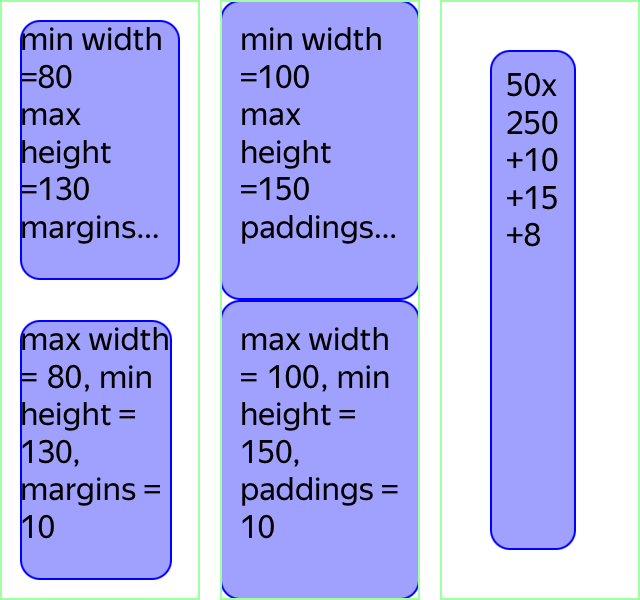 min width
=80
max
height
=130
margins...
max width
= 80, min
height =
130,
margins =
10
min width
=100
max
height
=150
paddings...
max width
= 100, min
height =
150,
paddings =
10
50x
250
+10
+15
+8